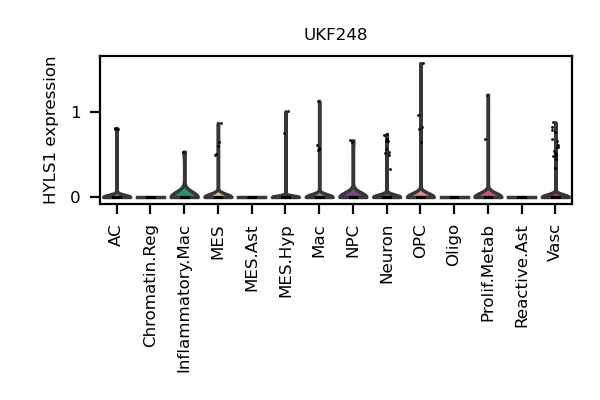 UKF248
HYLS1 expression
1
0
AC
Chromatin.Reg
Inflammatory.Mac
MES
MES.Ast
MES.Hyp
Mac
NPC
Neuron
OPC
Oligo
Prolif.Metab
Reactive.Ast
Vasc